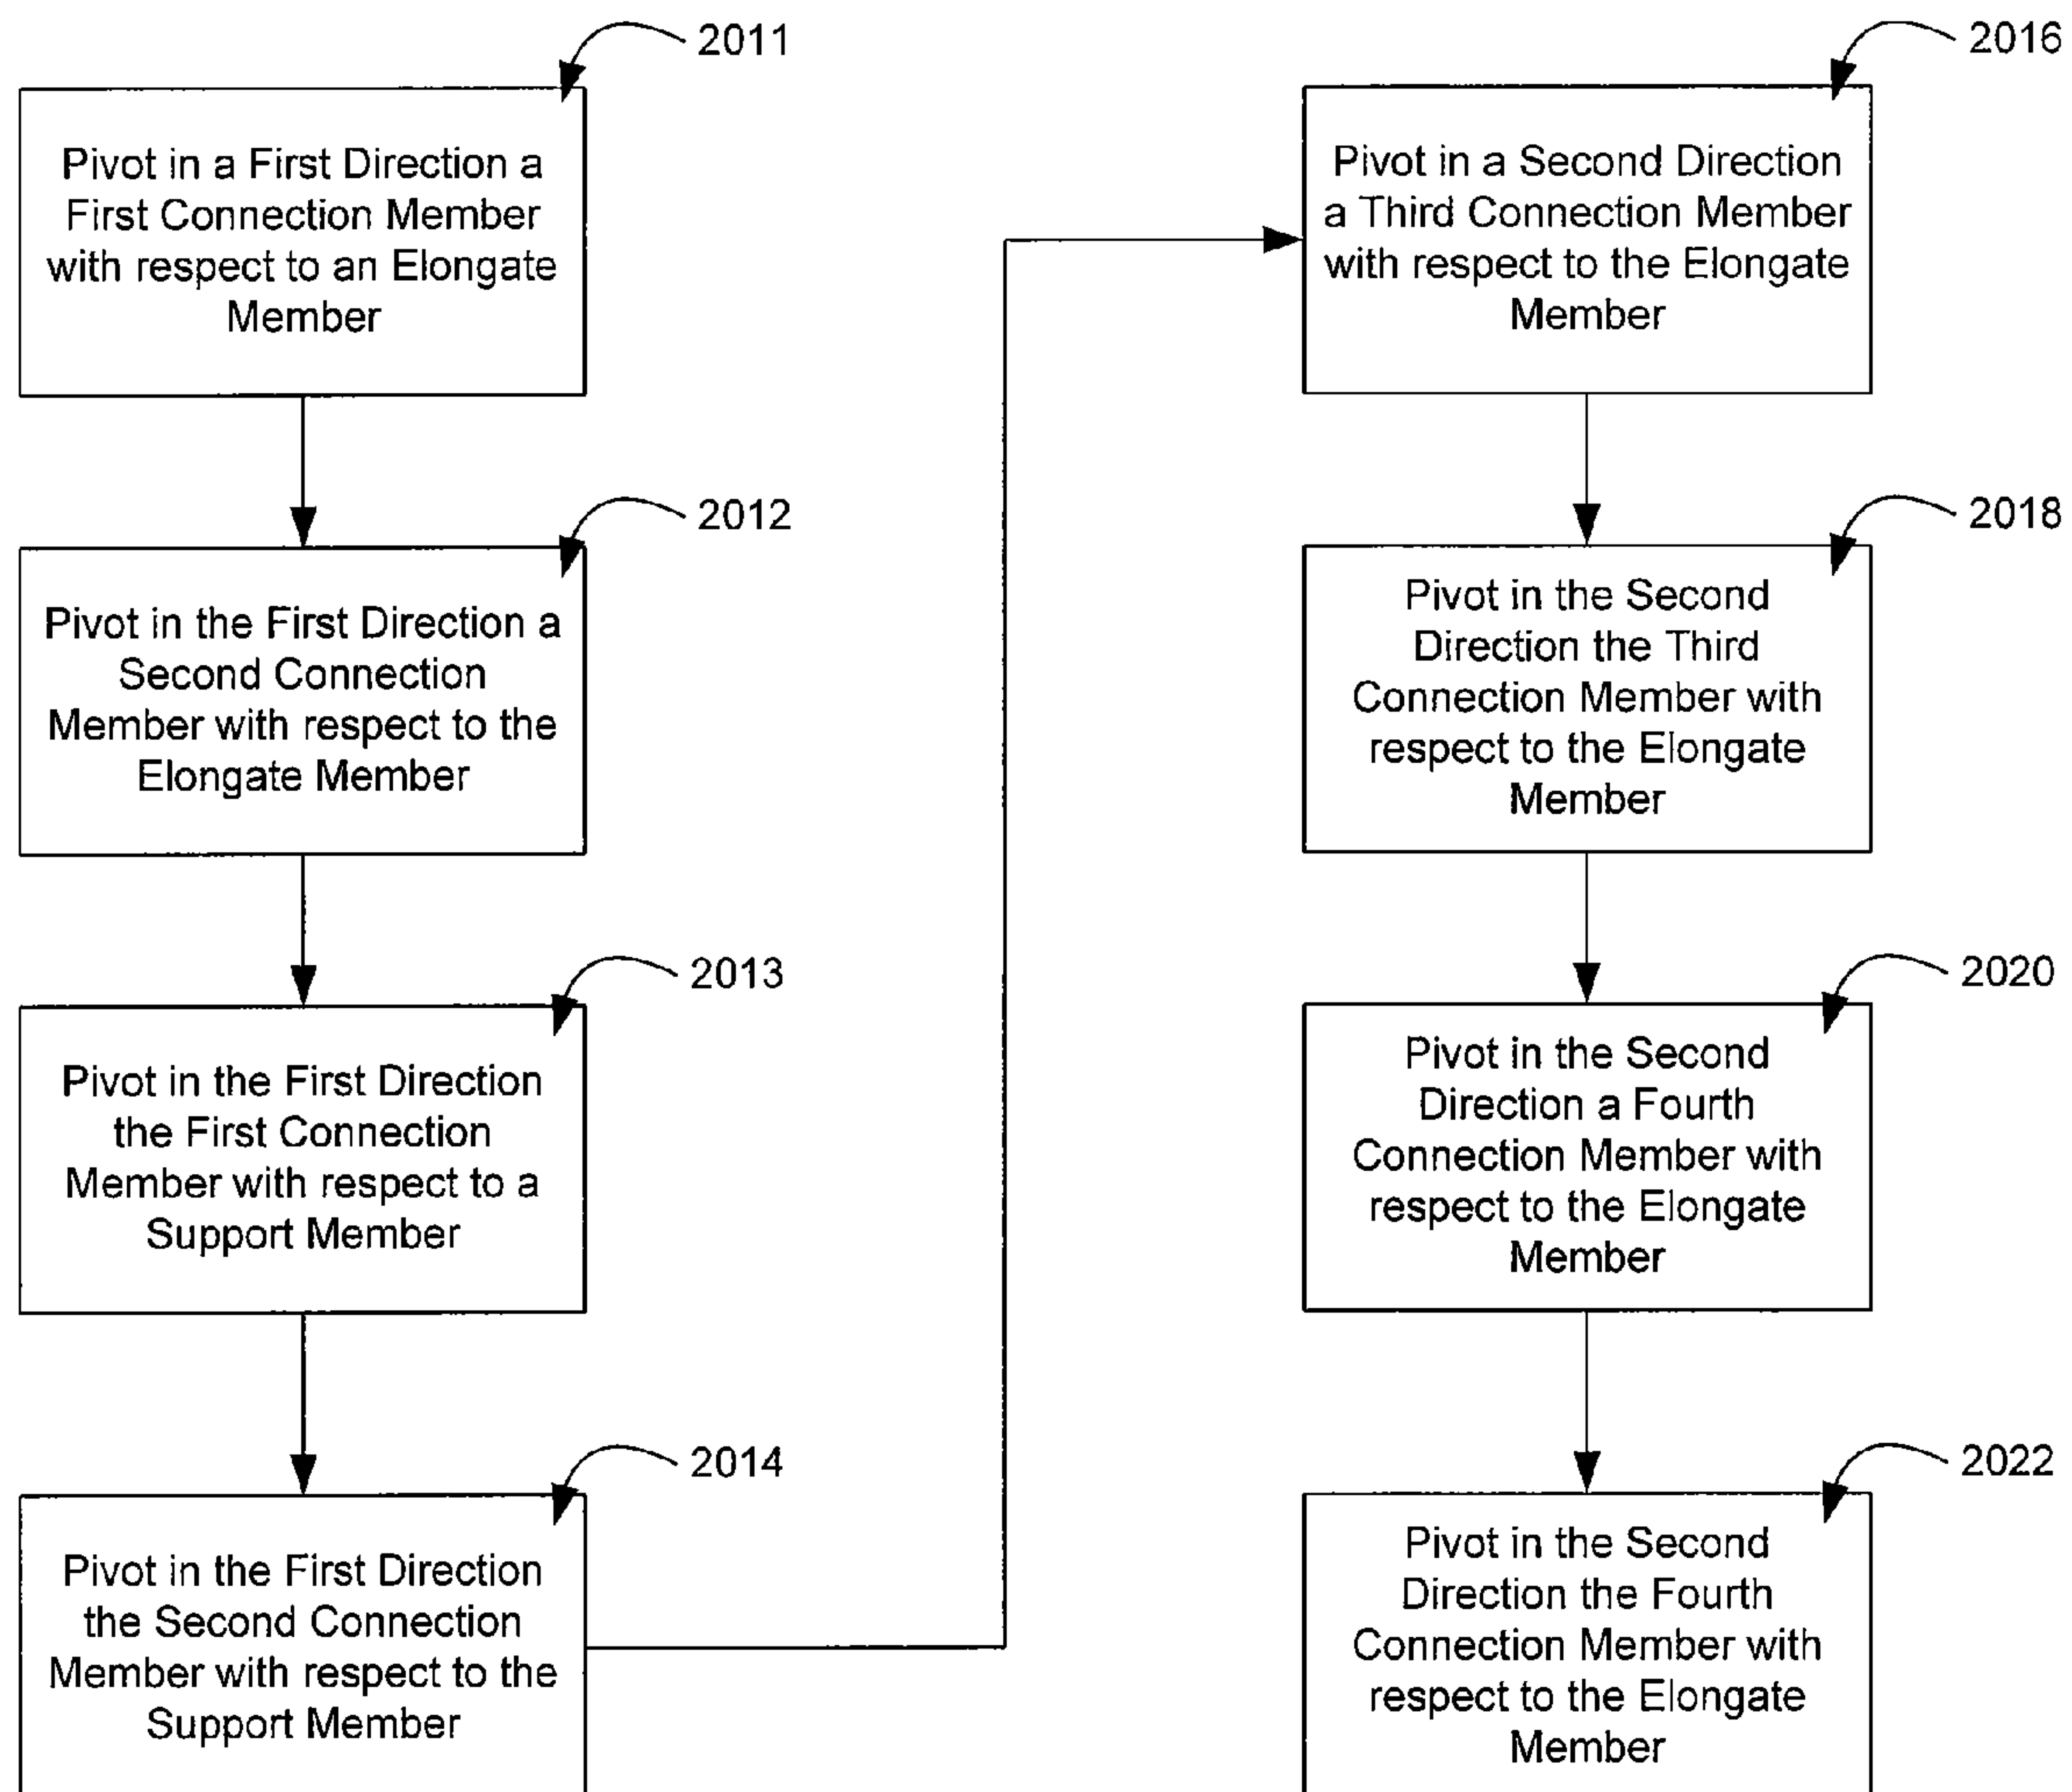 2011
Pivot in a First Direction a
First Connection Member
with respect to an Elongate
Member
2012
Pivot in the First Direction a
Second Connection
Member with respect to the
Elongate Member
2013
Pivot in the First Direction
the First Connection
Member with respect to a
Support Member
2014
Pivot in the First Direction
the Second Connection
Member with respect to the
Support Member
2016
Pivot in a Second Direction
a Third Connection Member
with respect to the Elongate
Member
2018
Pivot in the Second
Direction the Third
Connection Member with
respect to the Elongate
Member
2020
Pivot in the Second
Direction a Fourth
Connection Member with
respect to the Elongate
Member
2022
Pivot in the Second
Direction the Fourth
Connection Member with
respect to the Elongate
Member